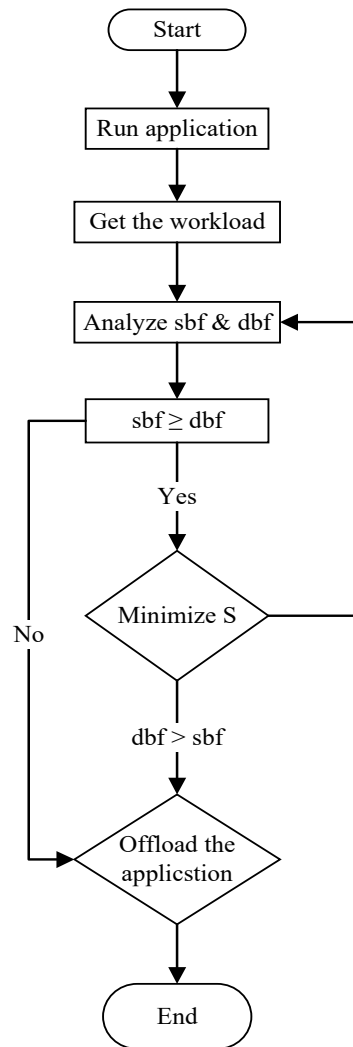 Start
Run application
Get the workload
Analyze sbf & dbf
sbf ≥ dbf
Yes
Minimize S
No
dbf > sbf
Offload the
applicstion
End